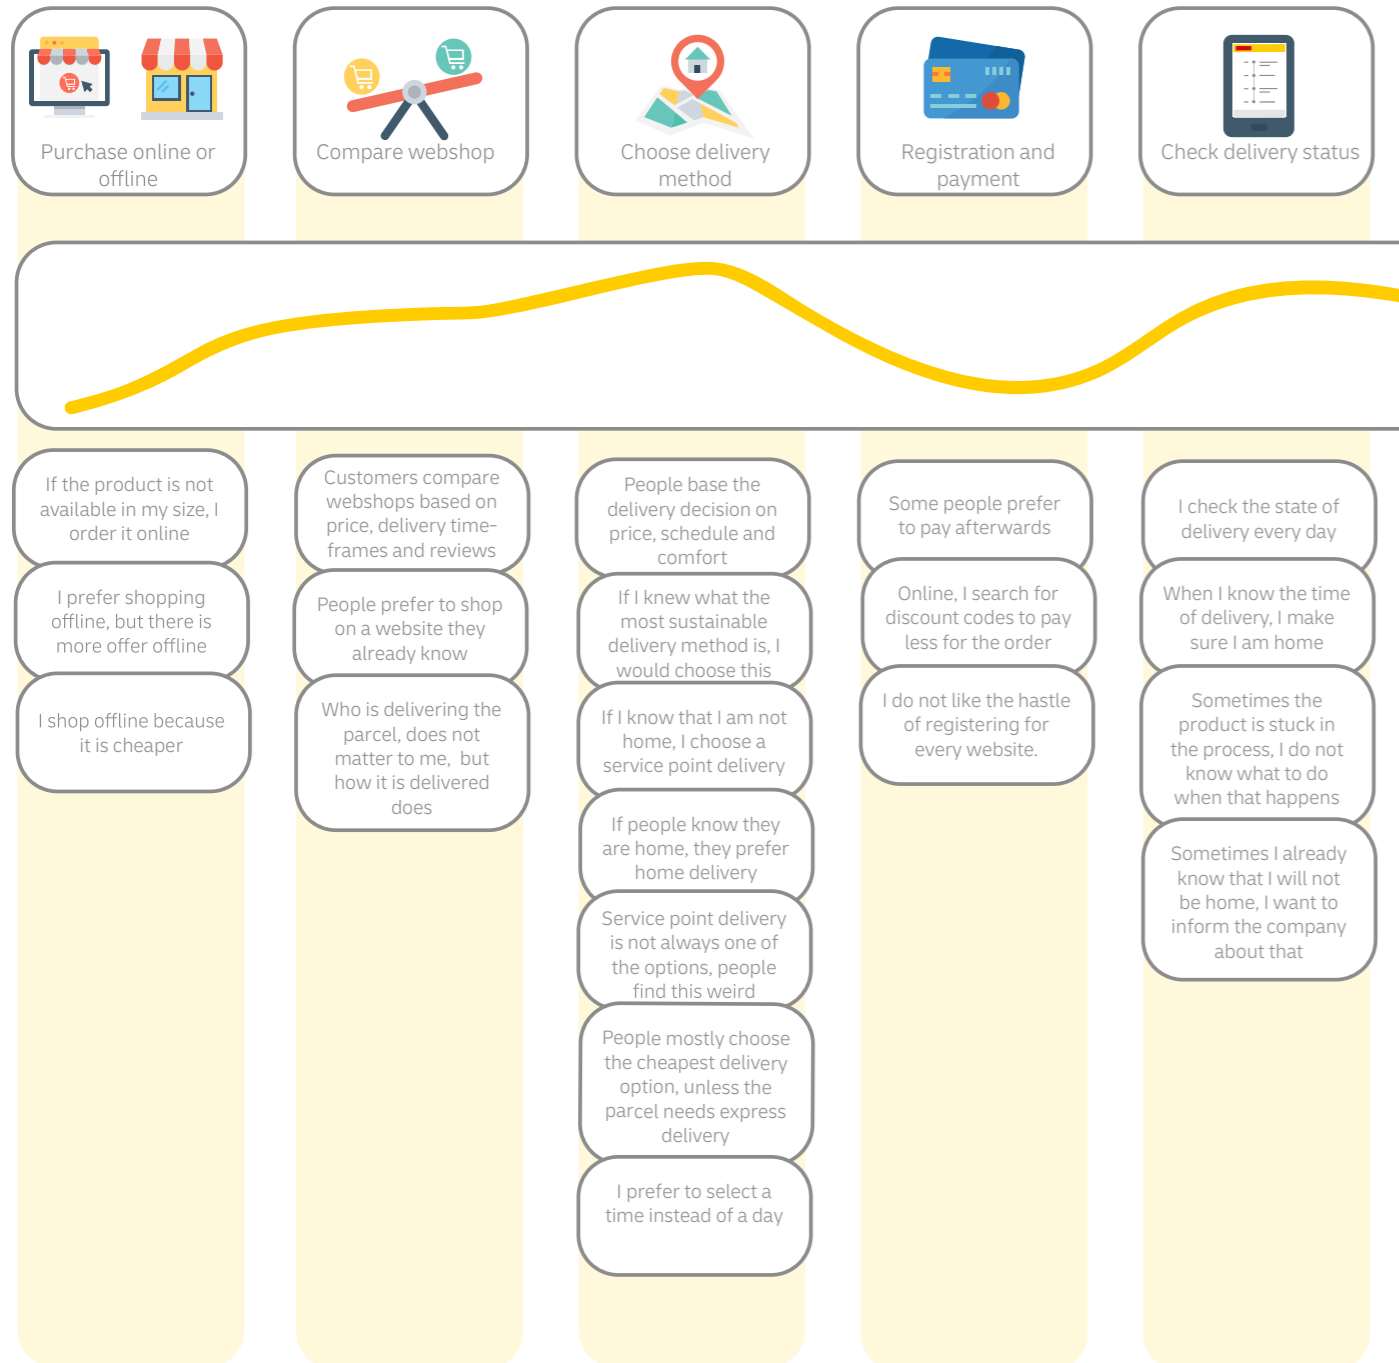 Purchase online or
offline
Compare webshop
Choose delivery
method
Registration and
payment
Check delivery status
If the product is not
available in my size, I
order it online
I prefer shopping
offline, but there is
more offer offline
I shop offline because
it is cheaper
Customers compare
webshops based on
price, delivery time-
frames and reviews
People prefer to shop
on a website they
already know
Who is delivering the
parcel, does not
matter to me, but
how it is delivered
does
People base the
delivery decision on
price, schedule and
comfort
If I knew what the
most sustainable
delivery method is, I
would choose this
If I know that I am not
home, I choose a
service point delivery
If people know they
are home, they prefer
home delivery
Service point delivery
is not always one of
the options, people
find this weird
People mostly choose
the cheapest delivery
option, unless the
parcel needs express
delivery
I prefer to select a
time instead of a day
Some people prefer
to pay afterwards
Online, I search for
discount codes to pay
less for the order
I do not like the hastle
of registering for
every website.
I check the state of
delivery every day
When I know the time
of delivery, I make
sure I am home
Sometimes the
product is stuck in
the process, I do not
know what to do
when that happens
Sometimes I already
know that I will not
be home, I want to
inform the company
about that